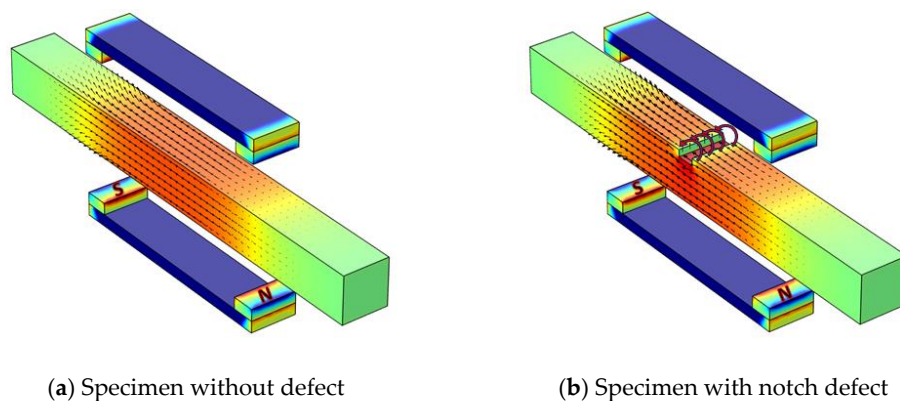 S
N
S
N
(a) Specimen without defect
(b) Specimen with notch defect